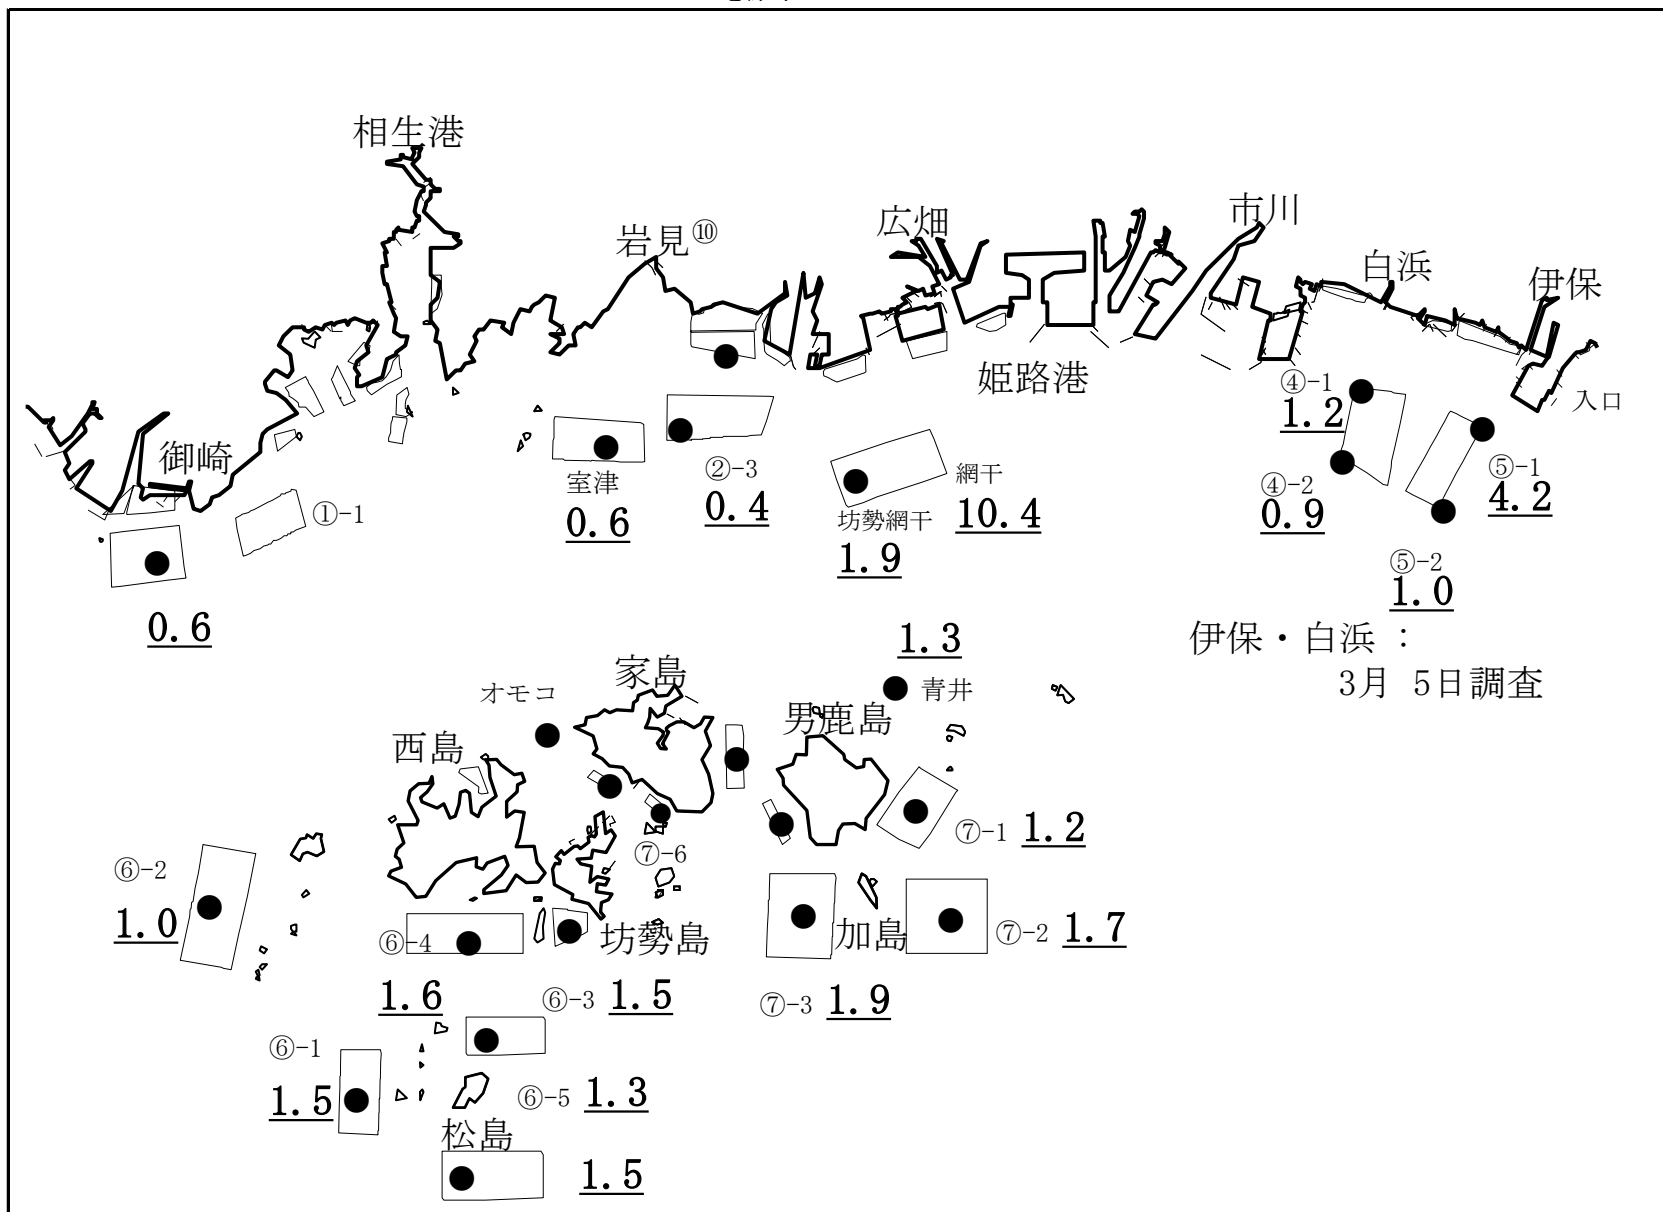 相生港
岩見⑩
広畑
市川
白浜
伊保
姫路港
入口
御崎
①-1
0.6
室津
0.6
②-3
0.4
網干
10.4
坊勢網干
1.9
④-1
1.2
④-2
0.9
⑤-1
4.2
⑤-2
1.0
伊保・白浜 :
3月 5日調査
1.3
青井
オモコ
家島
男鹿島
西島
⑦-6
⑦-1 1.2
⑥-2
1.0
⑥-4
1.6
坊勢島
加島
⑦-2 1.7
⑥-3 1.5
⑦-3 1.9
⑥-1
1.5
⑥-5 1.3
松島
1.5